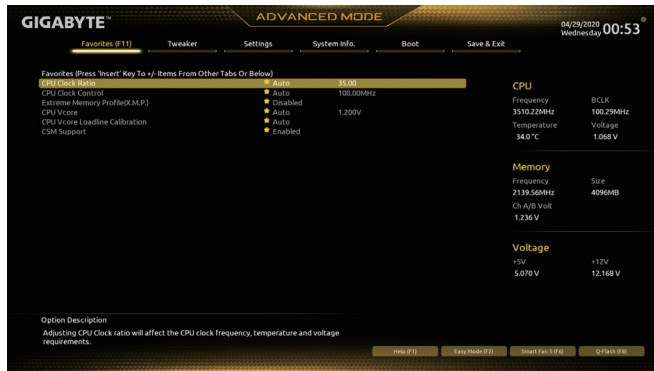 GIGABYTE™
ADVANCED MODE
04/29/2020
Wednesday 00:53
Favorites (F11) Tweaker Settings System Info. Boot Save & Exit
Favorites (Press 'Insert' Key To +/- Items From Other Tabs Or Below)
CPU Clock Ratio Auto 35.00
CPU Clock Control Auto 100.00MHz
Extreme Memory Profile(X.M.P.) Disabled
CPU Vcore Auto 1.200V
CPU Vcore Loadline Calibration Auto
CSM Support Enabled
CPU
Frequency BCLK
3510.22MHz 100.29MHz
Temperature Voltage
34.0 °C 1.068 V
Memory
Frequency Size
2139.56MHz 4096MB
Ch A/B Volt
1.236 V
Voltage
+5V +12V
5.070 V 12.168 V
Option Description
Adjusting CPU Clock ratio will affect the CPU clock frequency, temperature and voltage
requirements.
Help (F1) Easy Mode (F2) Smart Fan 5 (F6) Q-Flash (F8)